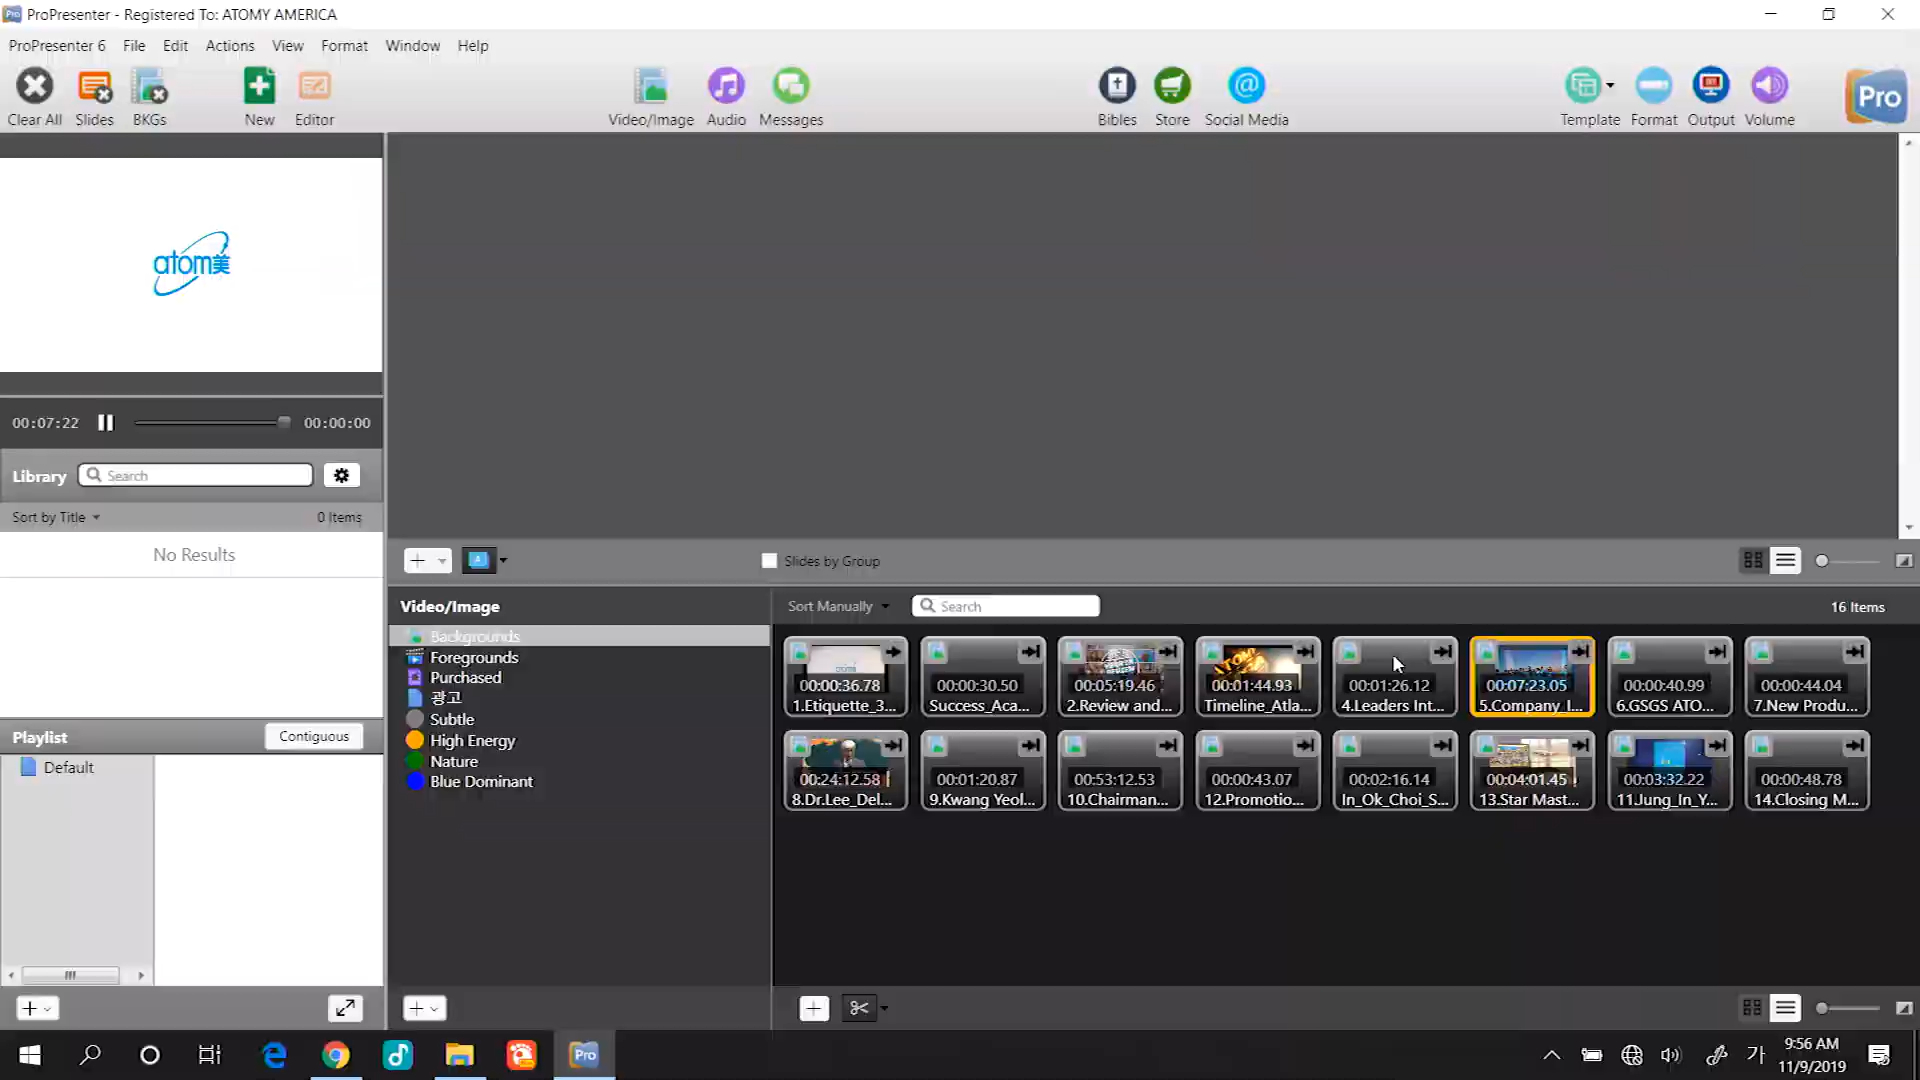 ProPresenter - Registered To: ATOMY AMERICA
ProPresenter 6 File Edit Actions View Format Window Help
Clear All Slides BKGs New Editor Video/Image Audio Messages Bibles Store Social Media Template Format Output Volume
Pro
atom美
00:07:22 00:00:00
Library Search
Sort by Title 0 Items
No Results
Slides by Group
Playlist Contiguous
Default
Video/Image
Backgrounds
Foregrounds
Purchased
광고
Subtle
High Energy
Nature
Blue Dominant
Sort Manually Search 16 Items
00:00:36.78 00:00:30.50 00:05:19.46 00:01:44.93 00:01:26.12 00:07:23.05 00:00:40.99 00:00:44.04
1.Etiquette_3... Success_Aca... 2.Review and... Timeline_Atla... 4.Leaders Int... 5.Company_I... 6.GSGS ATO... 7.New Produ...
00:24:12.58 00:01:20.87 00:53:12.53 00:00:43.07 00:02:16.14 00:04:01.45 00:03:32.22 00:00:48.78
8.Dr.Lee_Del... 9.Kwang Yeol... 10.Chairman... 12.Promotio... In_Ok_Choi_S... 13.Star Mast... 11.Jung_In_Y... 14.Closing M...
Pro
가
9:56 AM
11/9/2019